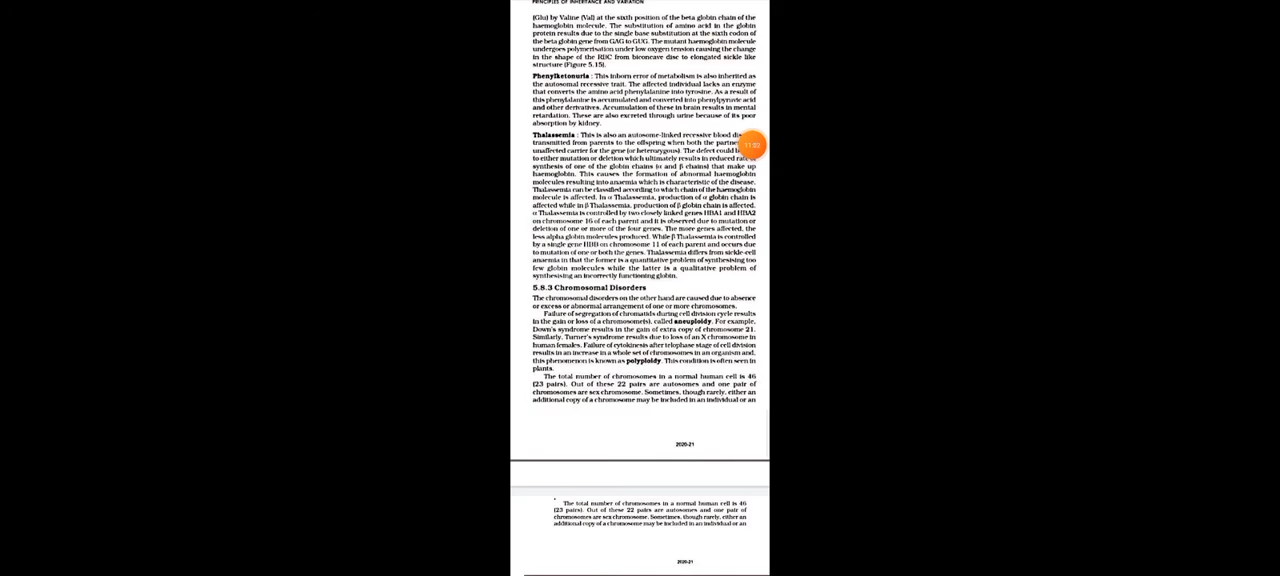 PRINCIPLES OF INHERITANCE AND VARIATION
(Glu) by Valine (Val) at the sixth position of the beta globin chain of the
haemoglobin molecule. The substitution of amino acid in the globin
protein results due to the single base substitution at the sixth codon of
the beta globin gene from GAG to GUG. The mutant haemoglobin molecule
undergoes polymerisation under low oxygen tension causing the change
in the shape of the RBC from biconcave disc to elongated sickle like
structure (Figure 5.15).
Phenylketonuria : This inborn error of metabolism is also inherited as
the autosomal recessive trait. The affected individual lacks an enzyme
that converts the amino acid phenylalanine into tyrosine. As a result of
this phenylalanine is accumulated and converted into phenylpyruvic acid
and other derivatives. Accumulation of these in brain results in mental
retardation. These are also excreted through urine because of its poor
absorption by kidney.
Thalassemia : This is also an autosome-linked recessive blood
transmitted from parents to the offspring when both the
unaffected carrier for the gene (or heterozygous). The defect could
11:02
to either mutation or deletion which ultimately results in reduced rate of
synthesis of one of the globin chains (α and β chains) that make up
haemoglobin. This causes the formation of abnormal haemoglobin
molecules resulting into anaemia which is characteristic of the disease.
Thalassemia can be classified according to which chain of the haemoglobin
molecule is affected. In α Thalassemia, production of α globin chain is
affected while in β Thalassemia, production of β globin chain is affected.
α Thalassemia is controlled by two closely linked genes HBA1 and HBA2
on chromosome 16 of each parent and it is observed due to mutation or
deletion of one or more of the four genes. The more genes affected, the
less alpha globin molecules produced. While β Thalassemia is controlled
by a single gene HBB on chromosome 11 of each parent and occurs due
to mutation of one or both the genes. Thalassemia differs from sickle-cell
anaemia in that the former is a quantitative problem of synthesising too
few globin molecules while the latter is a qualitative problem of
synthesising an incorrectly functioning globin.
5.8.3 Chromosomal Disorders
The chromosomal disorders on the other hand are caused due to absence
or excess or abnormal arrangement of one or more chromosomes.
Failure of segregation of chromatids during cell division cycle results
in the gain or loss of a chromosome(s), called aneuploidy. For example,
Down's syndrome results in the gain of extra copy of chromosome 21.
Similarly, Turner's syndrome results due to loss of an X chromosome in
human females. Failure of cytokinesis after telophase stage of cell division
results in an increase in a whole set of chromosomes in an organism and,
this phenomenon is known as polyploidy. This condition is often seen in
plants.
The total number of chromosomes in a normal human cell is 46
(23 pairs). Out of these 22 pairs are autosomes and one pair of
chromosomes are sex chromosome. Sometimes, though rarely, either an
additional copy of a chromosome may be included in an individual or an
2020-21
The total number of chromosomes in a normal human cell is 46
(23 pairs). Out of these 22 pairs are autosomes and one pair of
chromosomes are sex chromosome. Sometimes, though rarely, either an
additional copy of a chromosome may be included in an individual or an
2020-21